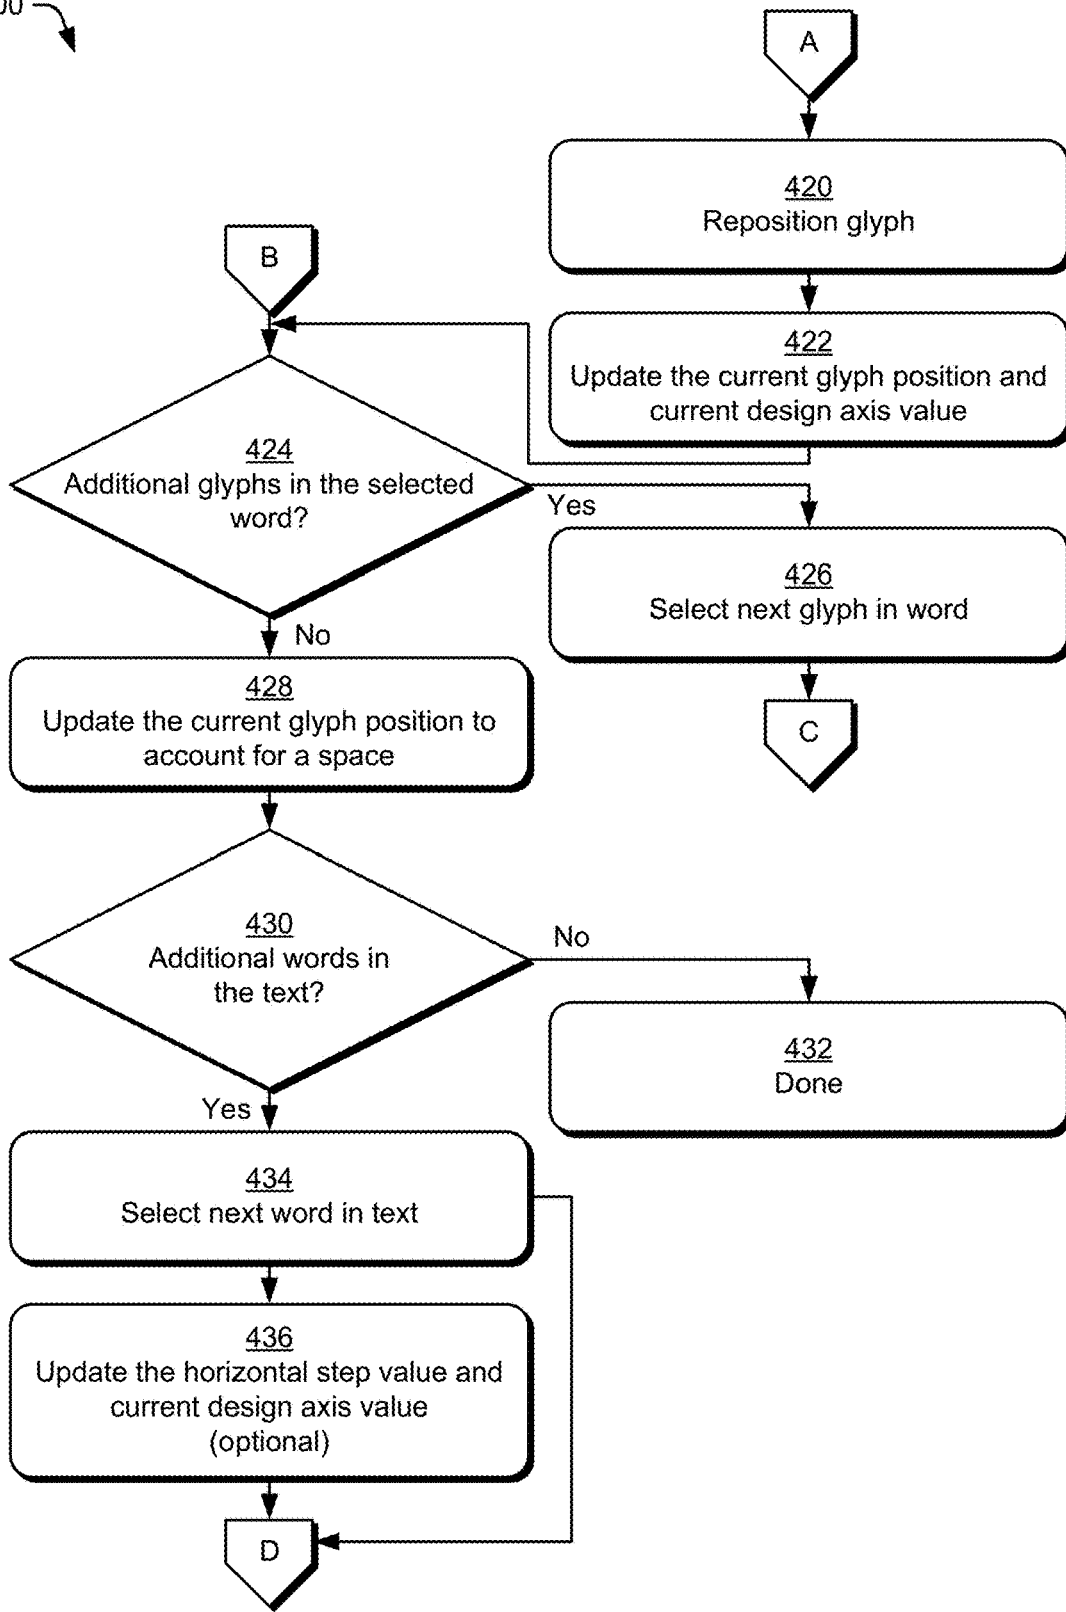 A
420
Reposition glyph
B
422
Update the current glyph position and
current design axis value
424
Additional glyphs in the selected
word?
Yes
426
Select next glyph in word
No
C
428
Update the current glyph position to
account for a space
430
Additional words in
the text?
No
432
Done
Yes
434
Select next word in text
436
Update the horizontal step value and
current design axis value
(optional)
D